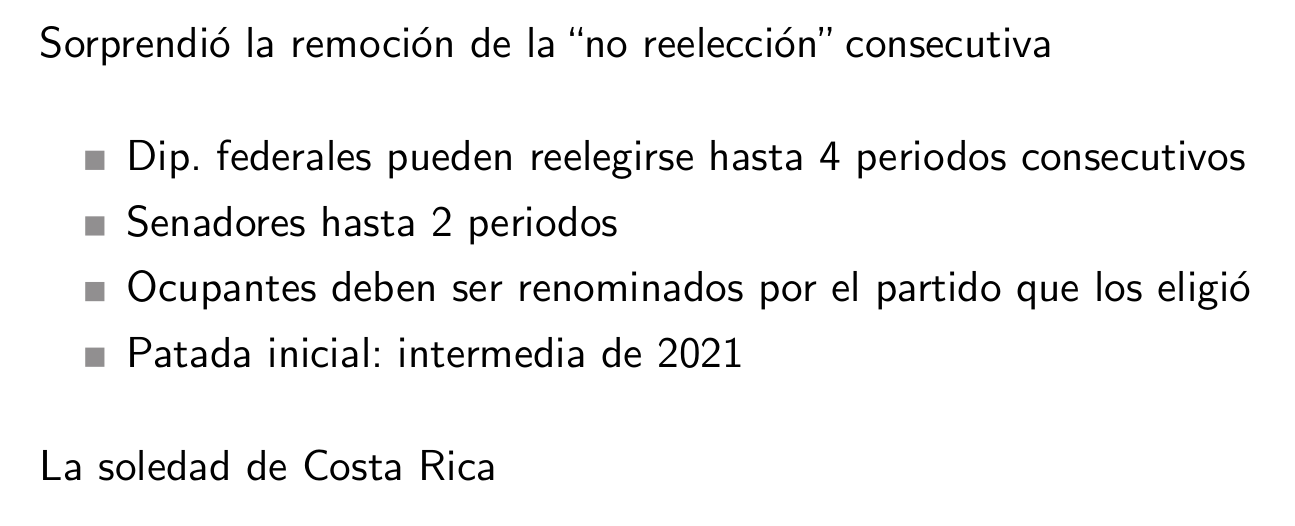 Sorprendió la remoción de la “no reelección” consecutiva
■ Dip. federales pueden reelegirse hasta 4 periodos consecutivos
■ Senadores hasta 2 periodos
■ Ocupantes deben ser renominados por el partido que los eligió
■ Patada inicial: intermedia de 2021
La soledad de Costa Rica